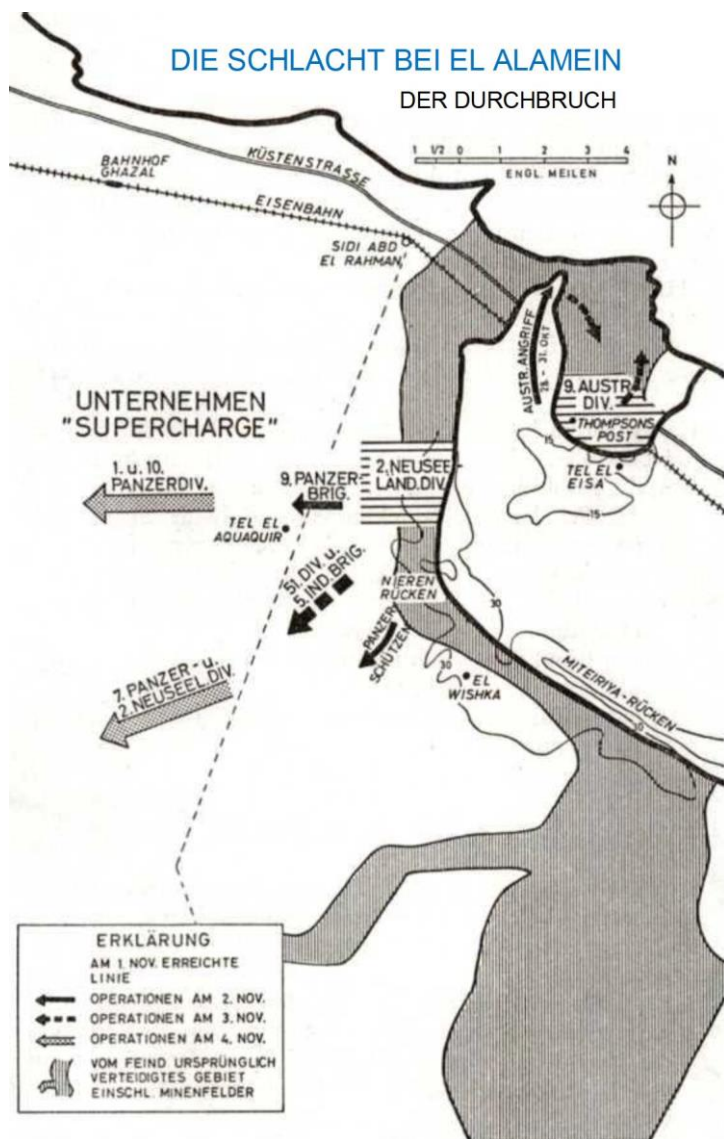 DIE SCHLACHT BEI EL ALAMEIN
DER DURCHBRUCH
1 1/2 0 1 2 3 4
ENGL. MEILEN
N
BAHNHOF
GHAZAL
KÜSTENSTRASSE
EISENBAHN
SIDI ABD
EL RAHMAN
AUSTR. ANGRIFF
28. - 31. OKT
9. AUSTR.
DIV.
THOMPSONS
POST
15
TEL EL
EISA
15
UNTERNEHMEN
"SUPERCHARGE"
1. u. 10.
PANZERDIV.
9. PANZER-
BRIG.
2. NEUSEE-
LAND. DIV.
TEL EL
AQUAQUIR
51. DIV. u.
5. IND. BRIG.
NIEREN
RÜCKEN
30
PANZER-
SCHÜTZEN
30
EL
WISHKA
MITEIRIYA-RÜCKEN
30
7. PANZER- u.
2. NEUSEEL. DIV.
ERKLÄRUNG
AM 1. NOV. ERREICHTE
LINIE
OPERATIONEN AM 2. NOV.
OPERATIONEN AM 3. NOV.
OPERATIONEN AM 4. NOV.
VOM FEIND URSPRÜNGLICH
VERTEIDIGTES GEBIET
EINSCHL. MINENFELDER